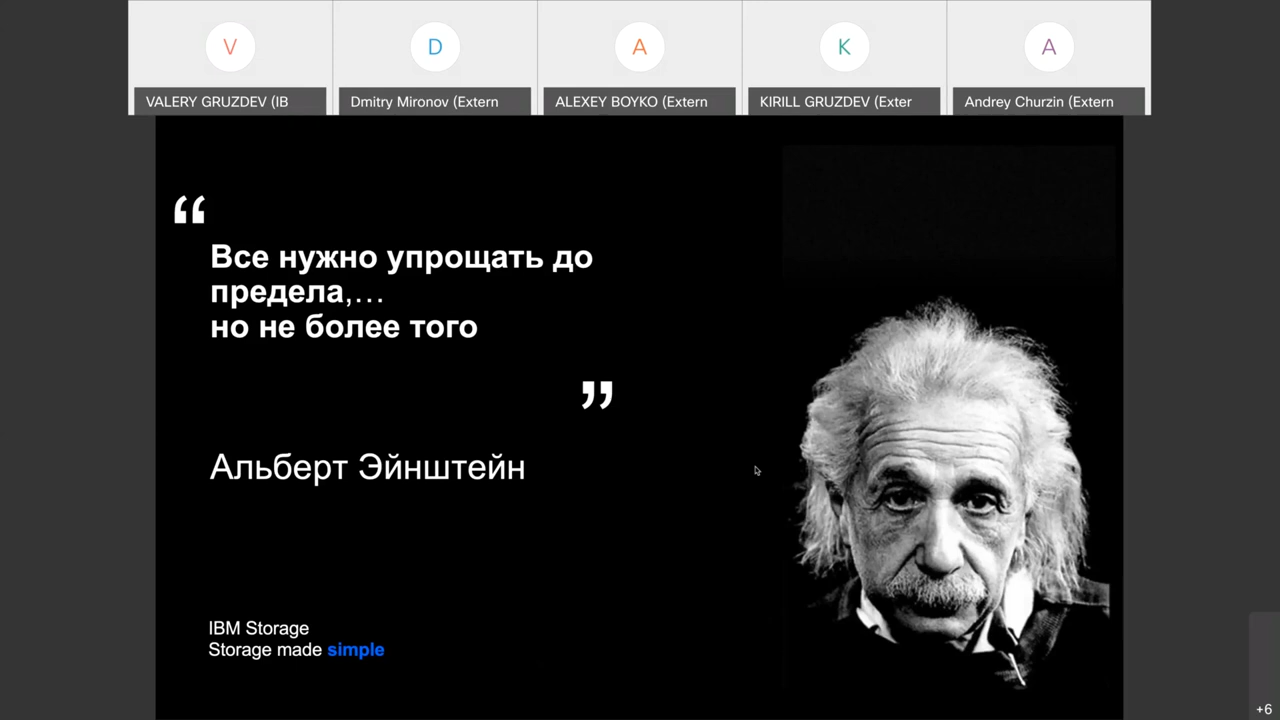 V
D
A
K
A
VALERY GRUZDEV (IB
Dmitry Mironov (Extern
ALEXEY BOYKO (Extern
KIRILL GRUZDEV (Exter
Andrey Churzin (Extern
“
Все нужно упрощать до
предела,…
но не более того
”
Альберт Эйнштейн
IBM Storage
Storage made simple
+6